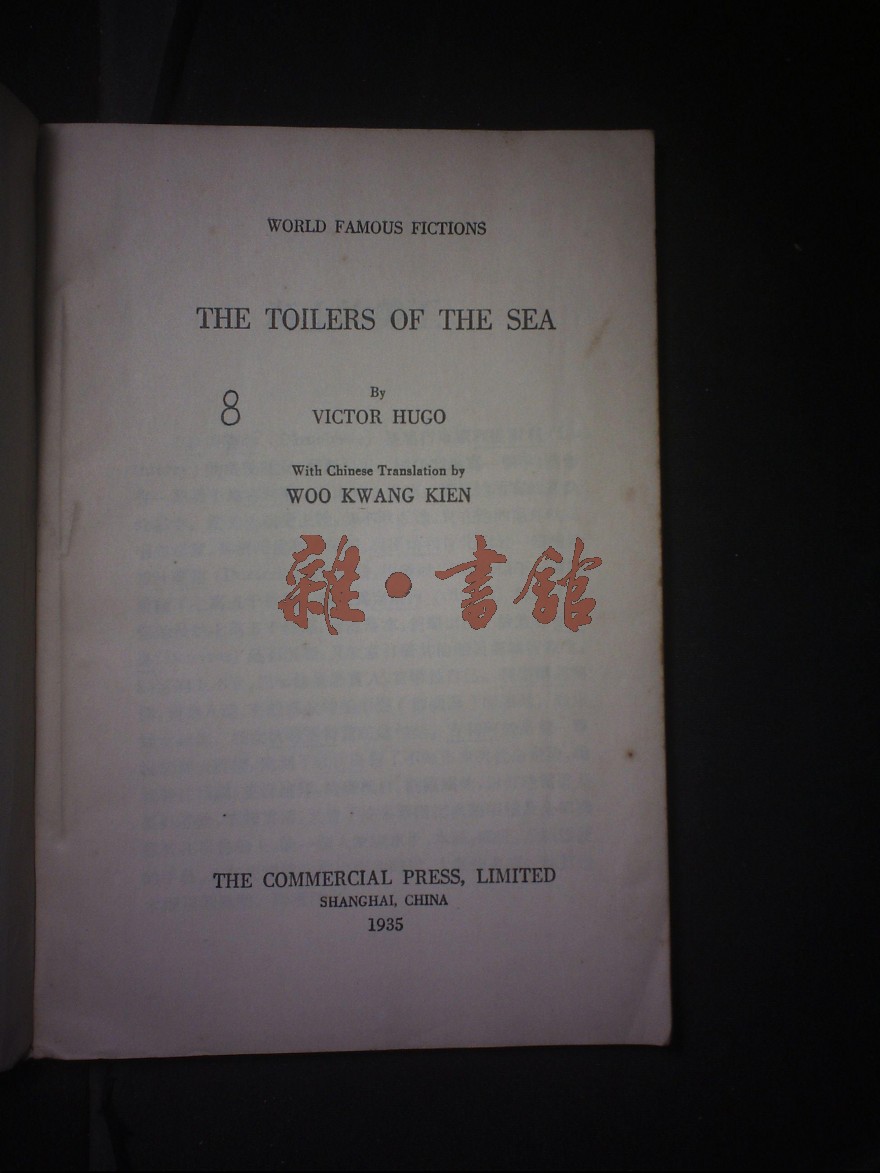 WORLD FAMOUS FICTIONS
THE TOILERS OF THE SEA
By
8
VICTOR HUGO
With Chinese Translation by
WOO KWANG KIEN
雜•書館
THE COMMERCIAL PRESS, LIMITED
SHANGHAI, CHINA
1935